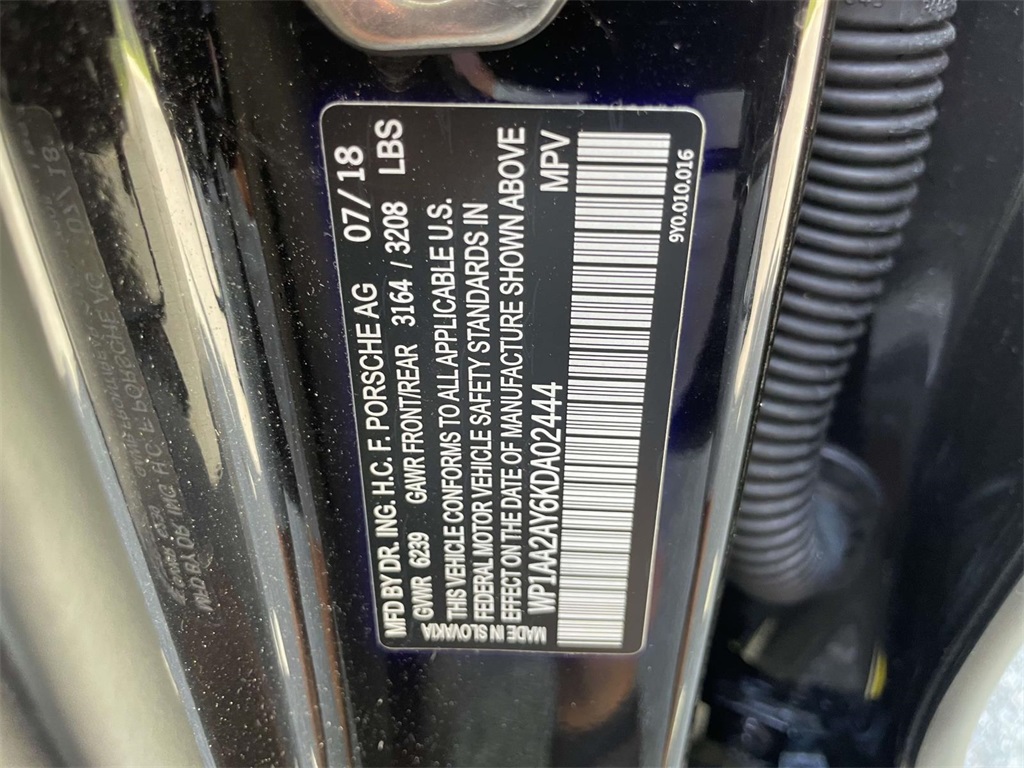 MFD BY DR. ING. H.C. F. PORSCHE AG 07/18
GVWR 6239 GAWR FRONT/REAR 3164 / 3208 LBS
THIS VEHICLE CONFORMS TO ALL APPLICABLE U.S.
FEDERAL MOTOR VEHICLE SAFETY STANDARDS IN
EFFECT ON THE DATE OF MANUFACTURE SHOWN ABOVE
MADE IN SLOVAKIA WP1AA2AY6KDA02444 MPV
9Y0.010.016